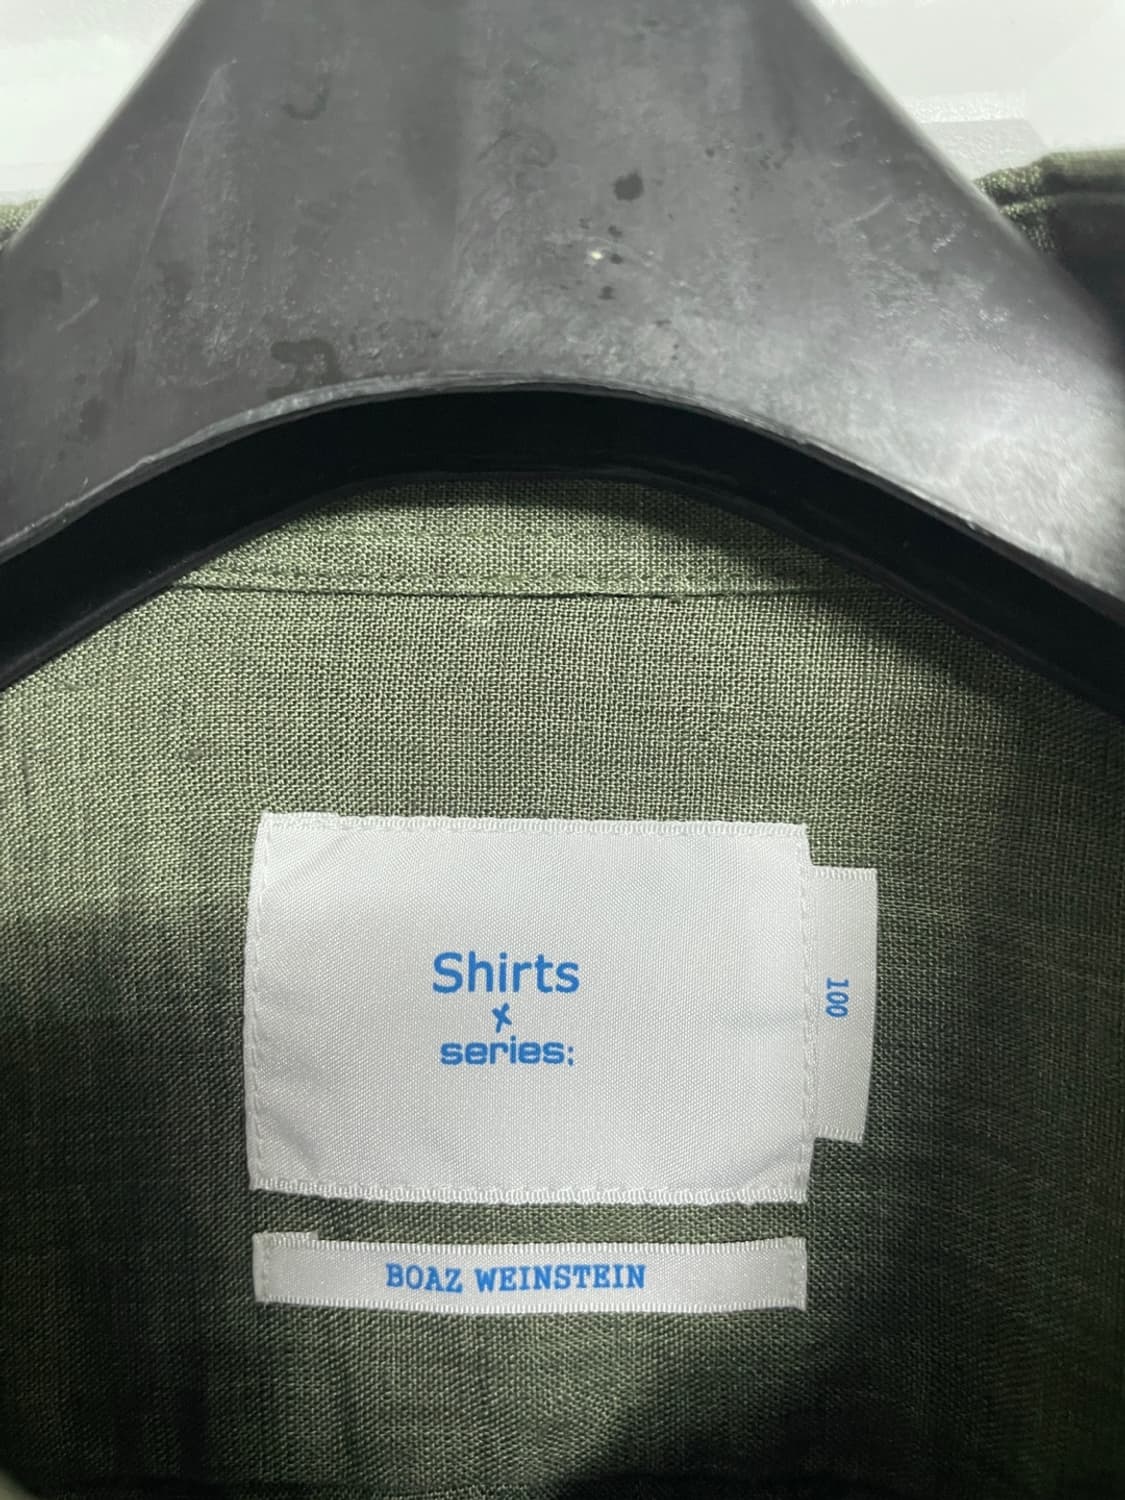 Shirts
x
series:
100
BOAZ WEINSTEIN